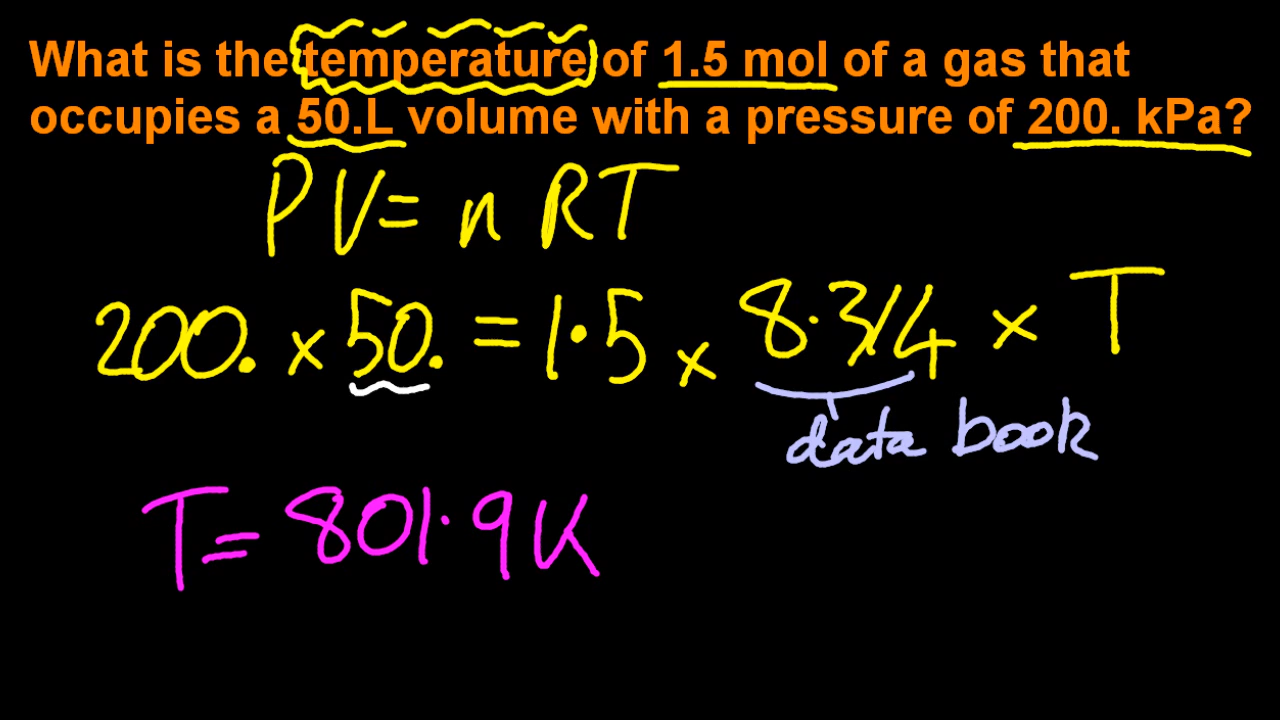 What is the temperature of 1.5 mol of a gas that
occupies a 50.L volume with a pressure of 200. kPa?
PV= nRT
200. × 50. = 1.5 × 8.314 × T
data book
T= 801.9K